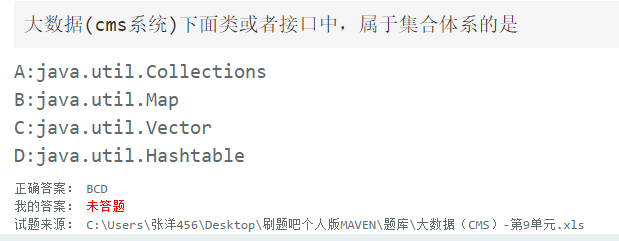 大数据(cms系统)下面类或者接口中，属于集合体系的是
A:java.util.Collections
B:java.util.Map
C:java.util.Vector
D:java.util.Hashtable
正确答案： BCD
我的答案： 未答题
试题来源： C:\Users\张洋456\Desktop\刷题吧个人版MAVEN\题库\大数据（CMS）-第9单元.xls